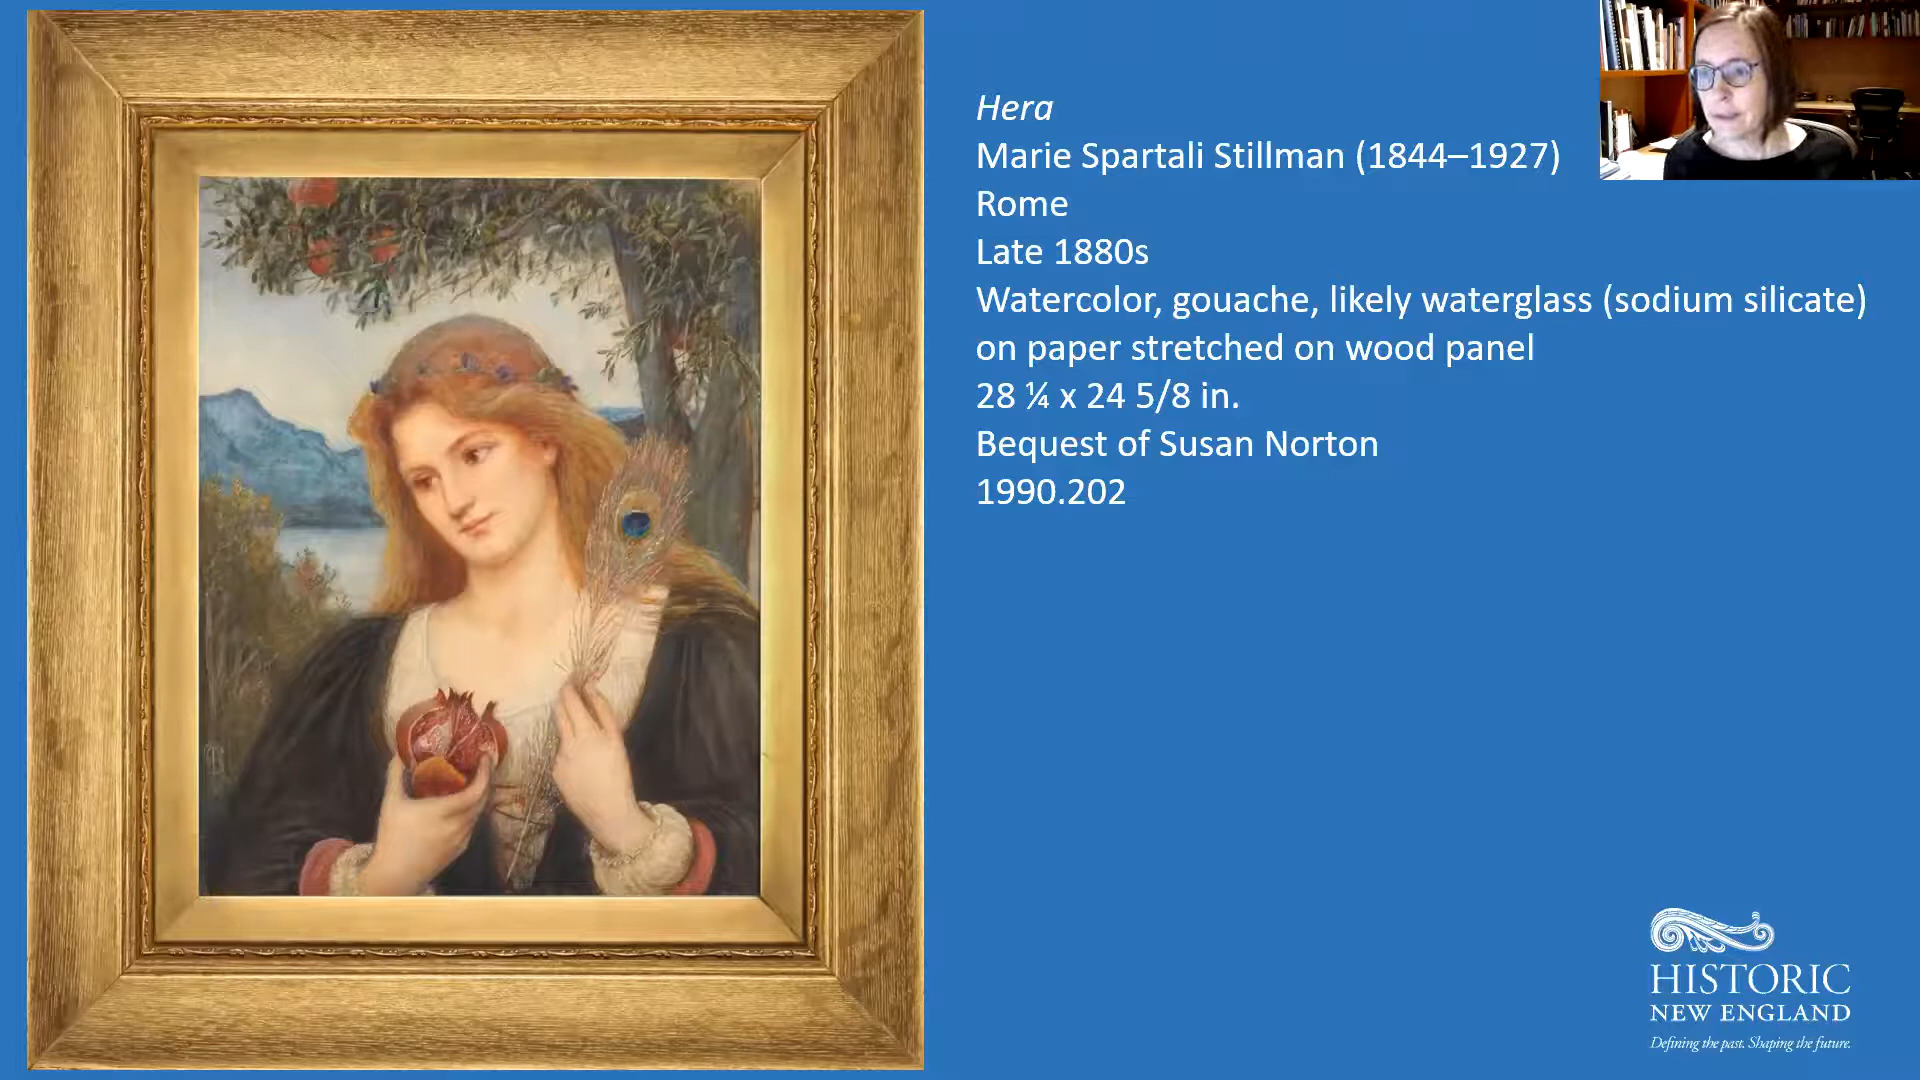 Hera
Marie Spartali Stillman (1844–1927)
Rome
Late 1880s
Watercolor, gouache, likely waterglass (sodium silicate)
on paper stretched on wood panel
28 ¼ x 24 5/8 in.
Bequest of Susan Norton
1990.202
HISTORIC
NEW ENGLAND
Defining the past. Shaping the future.